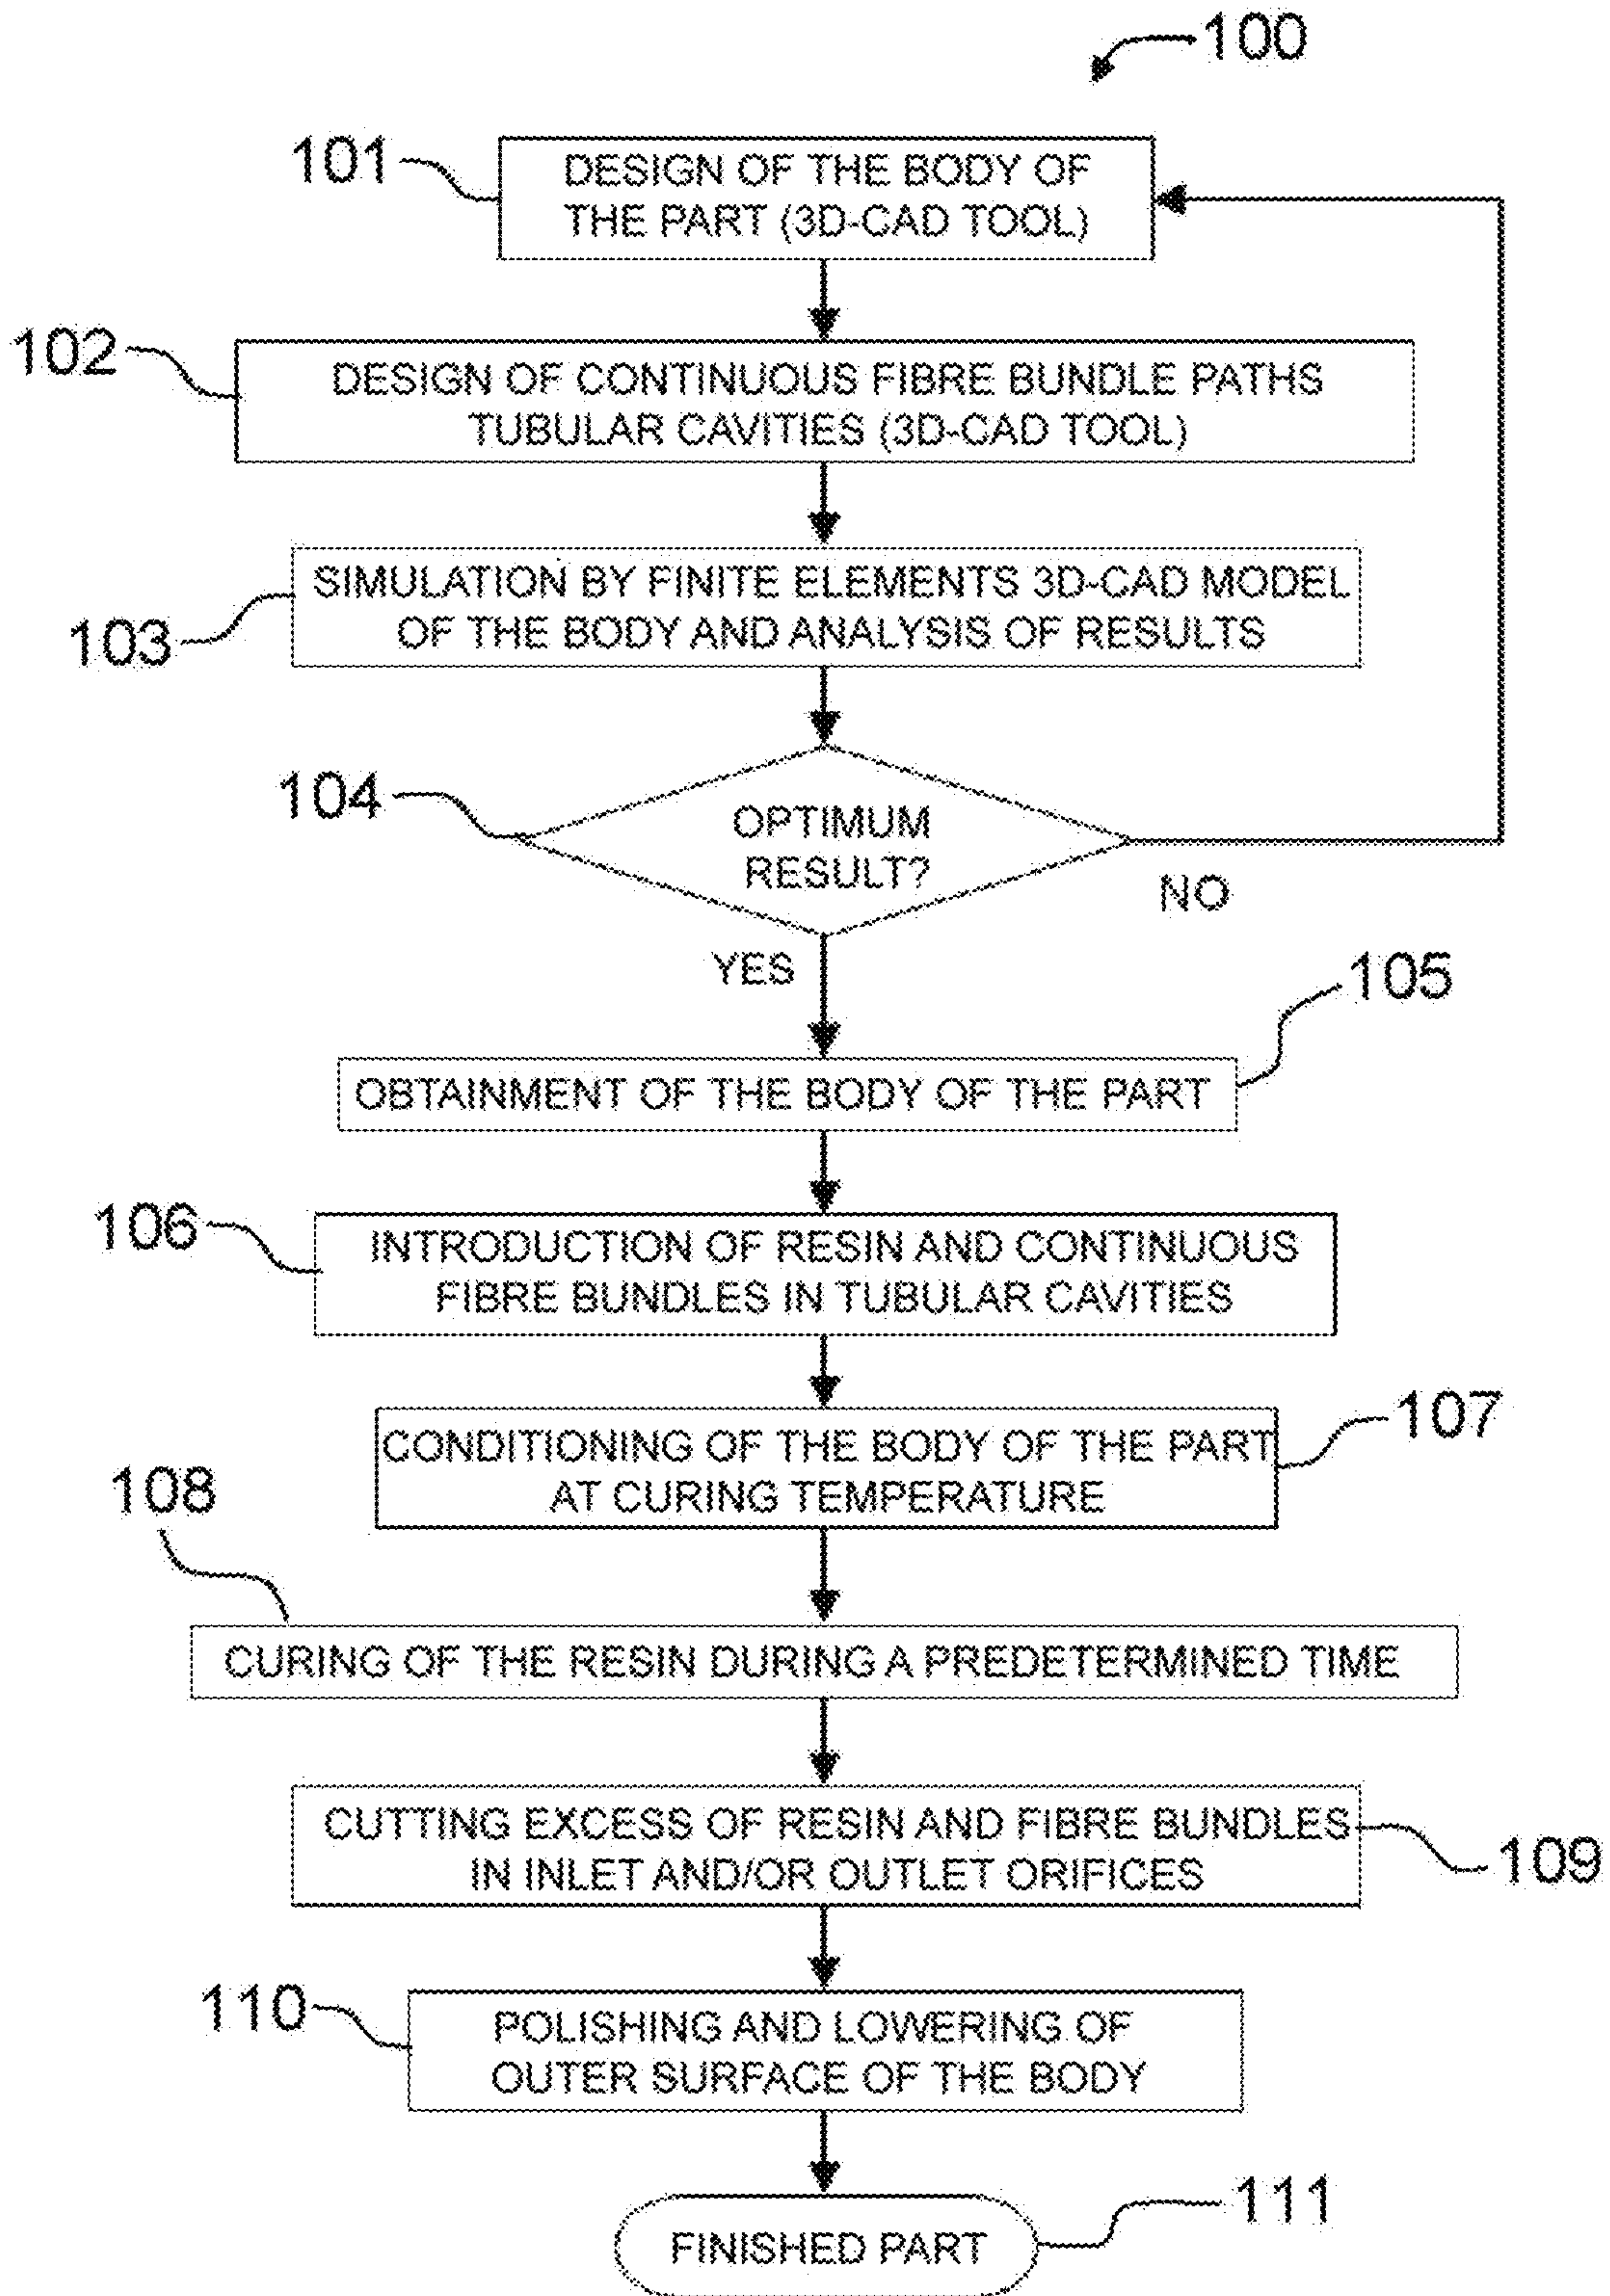 100
101
DESIGN OF THE BODY OF
THE PART (3D-CAD TOOL)
102
DESIGN OF CONTINUOUS FIBRE BUNDLE PATHS
TUBULAR CAVITIES (3D-CAD TOOL)
103
SIMULATION BY FINITE ELEMENTS 3D-CAD MODEL
OF THE BODY AND ANALYSIS OF RESULTS
104
OPTIMUM
RESULT?
NO
YES
105
OBTAINMENT OF THE BODY OF THE PART
106
INTRODUCTION OF RESIN AND CONTINUOUS
FIBRE BUNDLES IN TUBULAR CAVITIES
107
CONDITIONING OF THE BODY OF THE PART
AT CURING TEMPERATURE
108
CURING OF THE RESIN DURING A PREDETERMINED TIME
CUTTING EXCESS OF RESIN AND FIBRE BUNDLES
IN INLET AND/OR OUTLET ORIFICES
109
110
POLISHING AND LOWERING OF
OUTER SURFACE OF THE BODY
111
FINISHED PART